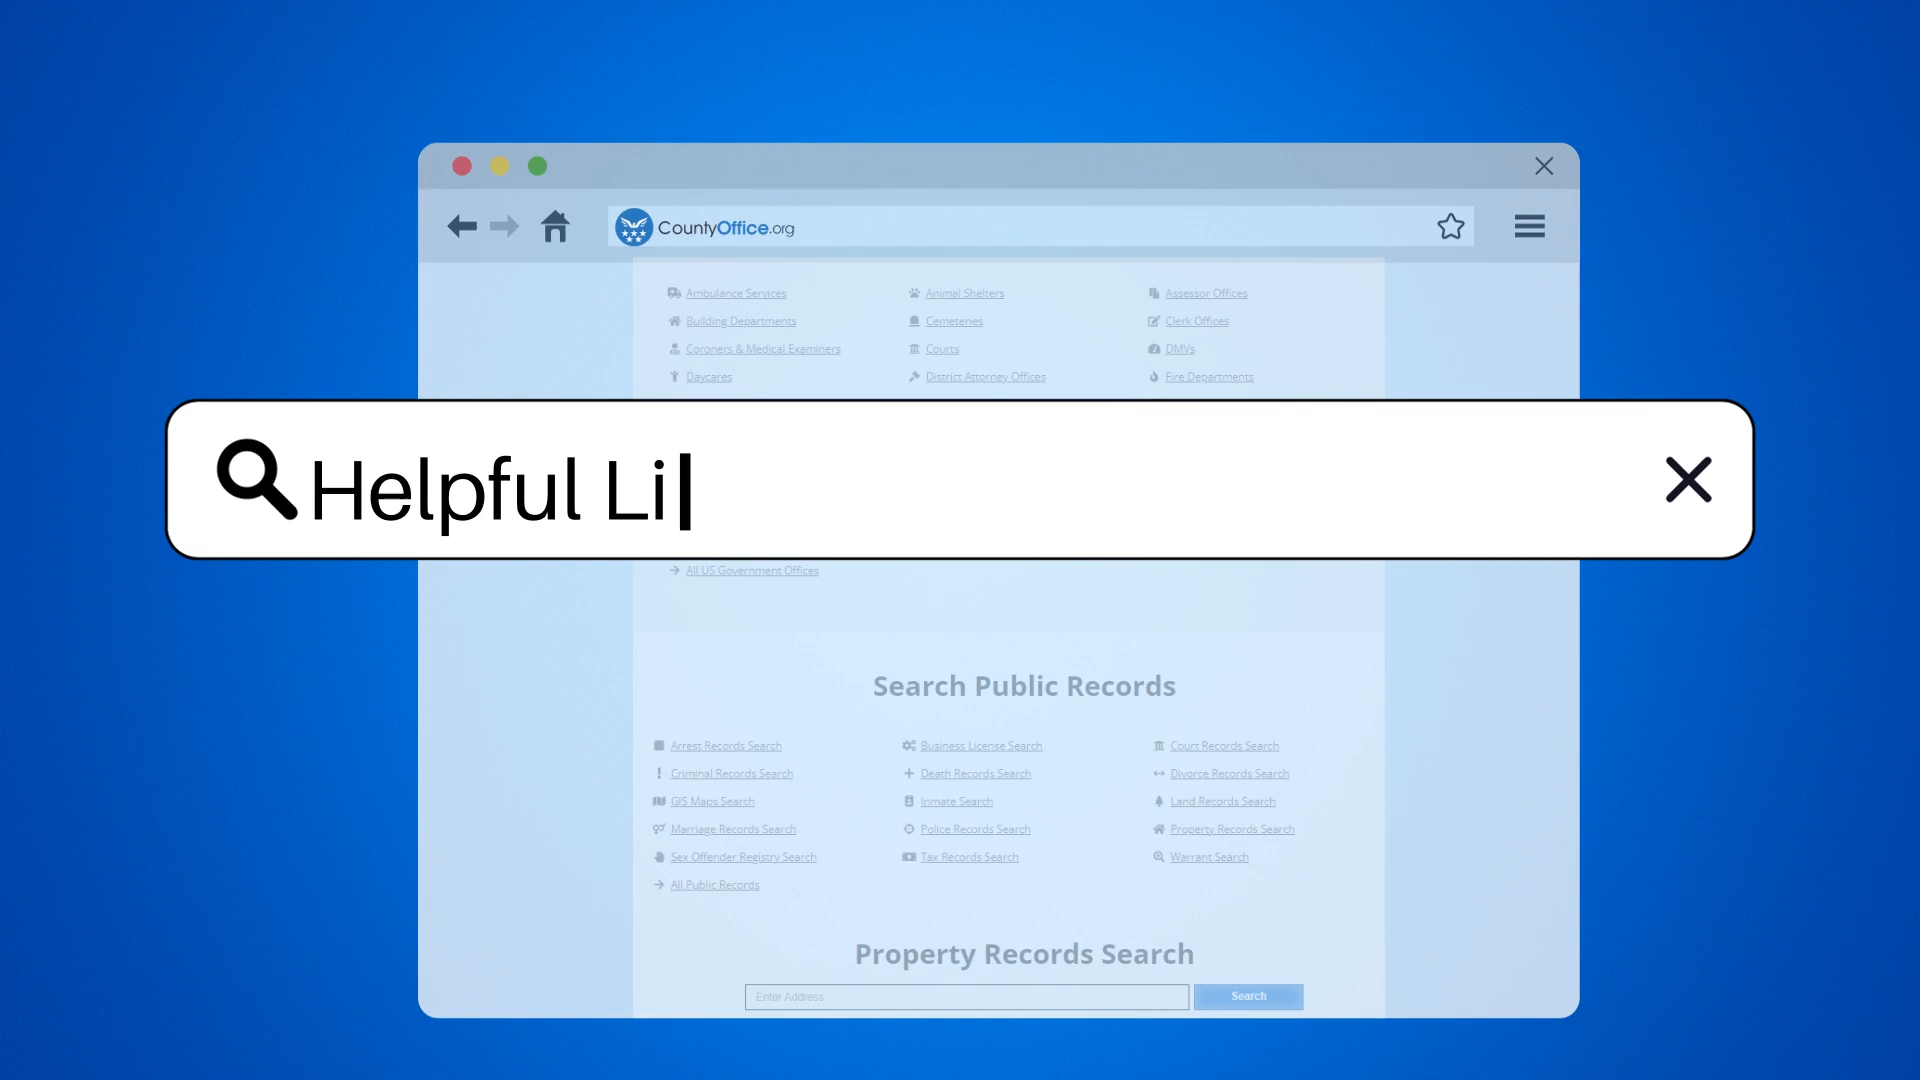 CountyOffice.org
Ambulance Services Animal Shelters Assessor Offices
Building Departments Cemeteries Clerk Offices
Coroners & Medical Examiners Courts DMVs
Daycares District Attorney Offices Fire Departments
Helpful Li
All US Government Offices
Search Public Records
Arrest Records Search Business License Search Court Records Search
Criminal Records Search Death Records Search Divorce Records Search
GIS Maps Search Inmate Search Land Records Search
Marriage Records Search Police Records Search Property Records Search
Sex Offender Registry Search Tax Records Search Warrant Search
All Public Records
Property Records Search
Enter Address Search